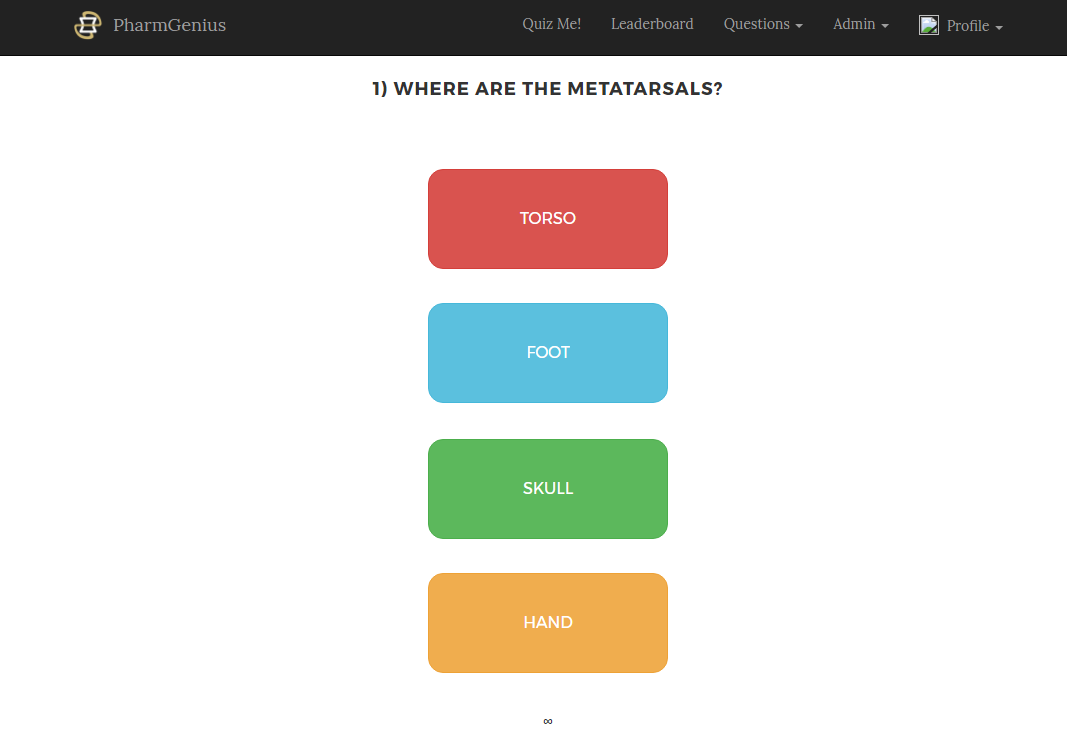 PharmGenius Quiz Me! Leaderboard Questions Admin Profile
1) WHERE ARE THE METATARSALS?
TORSO
FOOT
SKULL
HAND
∞